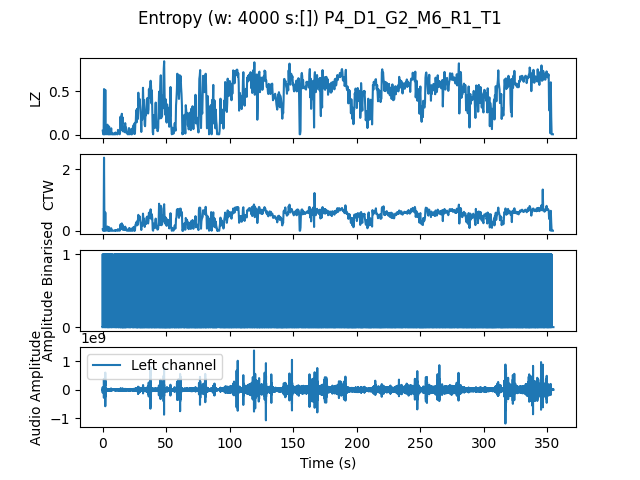 Entropy (w: 4000 s:[]) P4_D1_G2_M6_R1_T1
LZ
0.5
0.0
CTW
2
0
Amplitude Binarised
1
0
1e9
Audio Amplitude
1
0
−1
Left channel
0 50 100 150 200 250 300 350
Time (s)